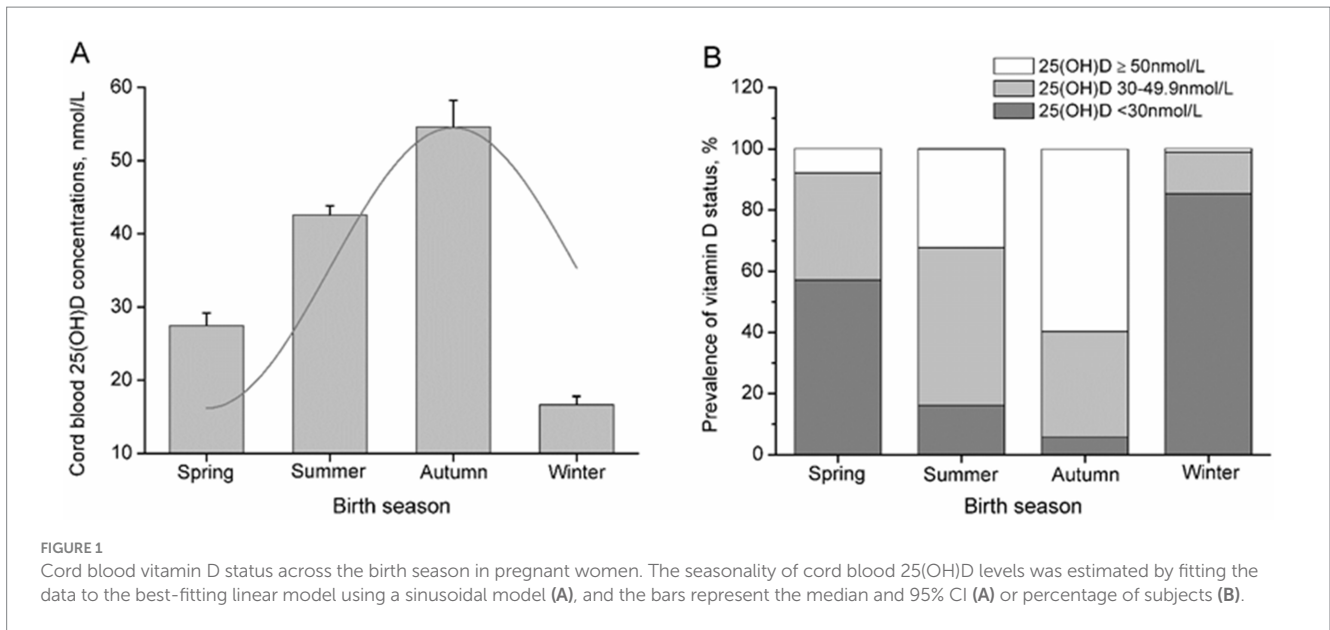 A
Cord blood 25(OH)D concentrations, nmol/L
60
50
40
30
20
10
Spring
Summer
Autumn
Winter
Birth season
B
25(OH)D ≥ 50nmol/L
25(OH)D 30-49.9nmol/L
25(OH)D <30nmol/L
Prevalence of vitamin D status, %
120
100
80
60
40
20
0
Spring
Summer
Autumn
Winter
Birth season
FIGURE 1
Cord blood vitamin D status across the birth season in pregnant women. The seasonality of cord blood 25(OH)D levels was estimated by fitting the
data to the best-fitting linear model using a sinusoidal model (A), and the bars represent the median and 95% CI (A) or percentage of subjects (B).